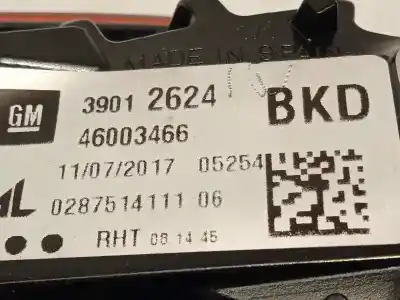 MADE IN SPAIN
GM 3901 2624 BKD
46003466
11/07/2017 05254
0287514111 06
RHT 08 14 45